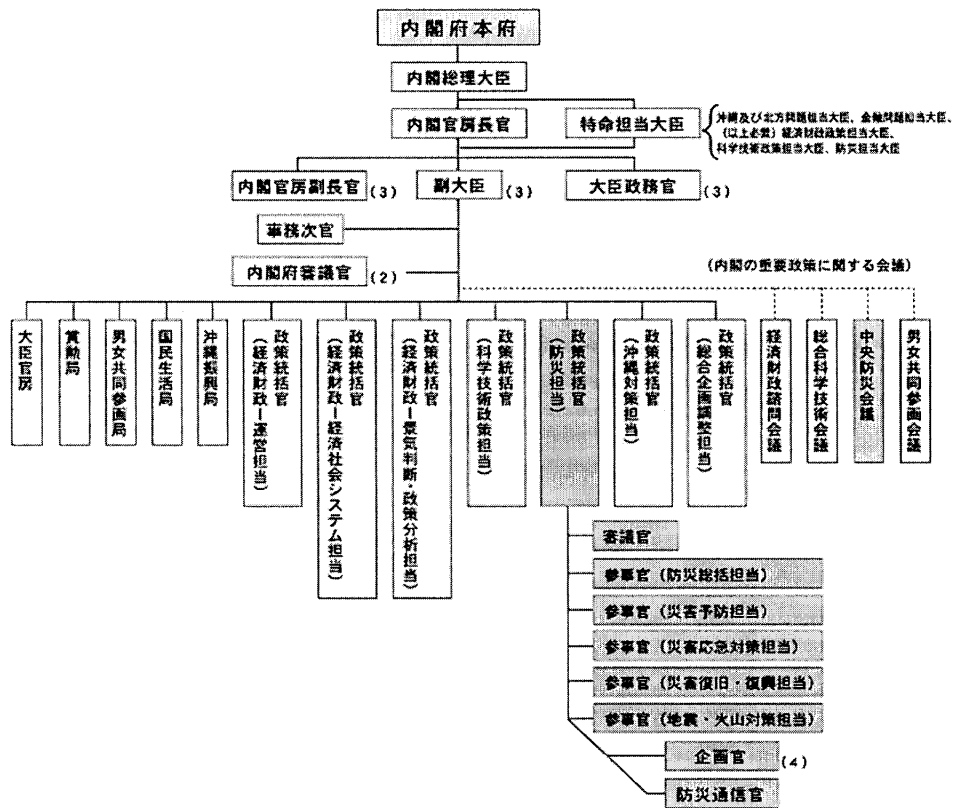 内閣府本府
内閣総理大臣
内閣官房長官
特命担当大臣
沖縄及び北方問題担当大臣、金融問題担当大臣、
(以上必置) 経済財政政策担当大臣、
科学技術政策担当大臣、防災担当大臣
内閣官房副長官 (3)
副大臣 (3)
大臣政務官 (3)
事務次官
内閣府審議官 (2)
(内閣の重要政策に関する会議)
大臣官房
賞勲局
男女共同参画局
国民生活局
沖縄振興局
政策統括官
(経済財政ー運営担当)
政策統括官
(経済財政ー経済社会システム担当)
政策統括官
(経済財政ー景気判断・政策分析担当)
政策統括官
(科学技術政策担当)
政策統括官
(防災担当)
政策統括官
(沖縄対策担当)
政策統括官
(総合企画調整担当)
経済財政諮問会議
総合科学技術会議
中央防災会議
男女共同参画会議
審議官
参事官 (防災総括担当)
参事官 (災害予防担当)
参事官 (災害応急対策担当)
参事官 (災害復旧・復興担当)
参事官 (地震・火山対策担当)
企画官 (4)
防災通信官